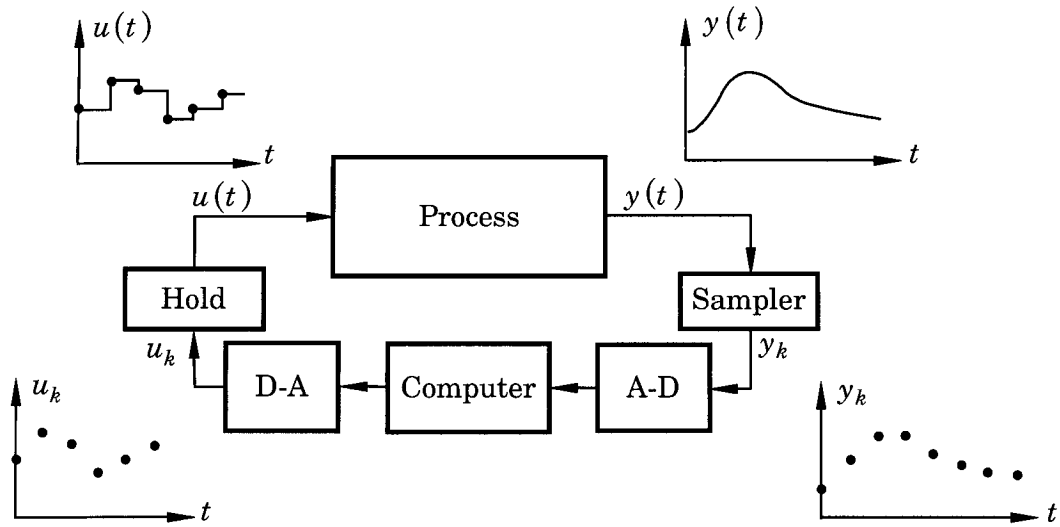 u(t)
y(t)
t
t
u(t)
Process
y(t)
Hold
Sampler
u_k
y_k
D-A
Computer
A-D
u_k
y_k
t
t